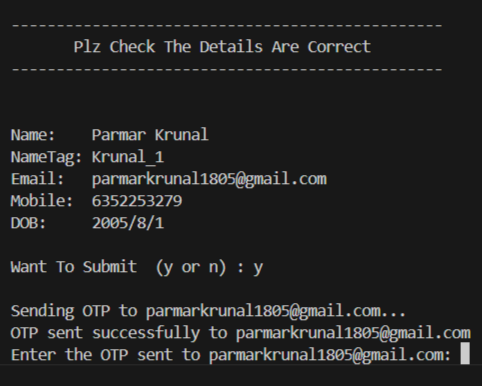 -----------------------------------------------
Plz Check The Details Are Correct
-----------------------------------------------
Name:    Parmar Krunal
NameTag: Krunal_1
Email:   parmarkrunal1805@gmail.com
Mobile:  6352253279
DOB:     2005/8/1
Want To Submit  (y or n) : y
Sending OTP to parmarkrunal1805@gmail.com...
OTP sent successfully to parmarkrunal1805@gmail.com
Enter the OTP sent to parmarkrunal1805@gmail.com: